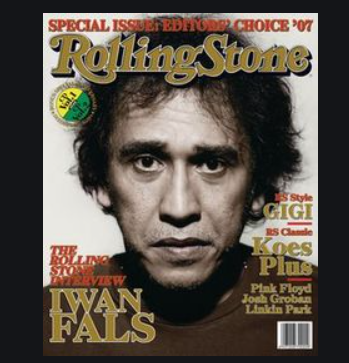 SPECIAL ISSUE: EDITORS' CHOICE '07
RollingStone
RS Style
GIGI
RS Classic
Koes
Plus
Pink Floyd
Josh Groban
Linkin Park
THE
ROLLING
STONE
INTERVIEW
IWAN
FALS